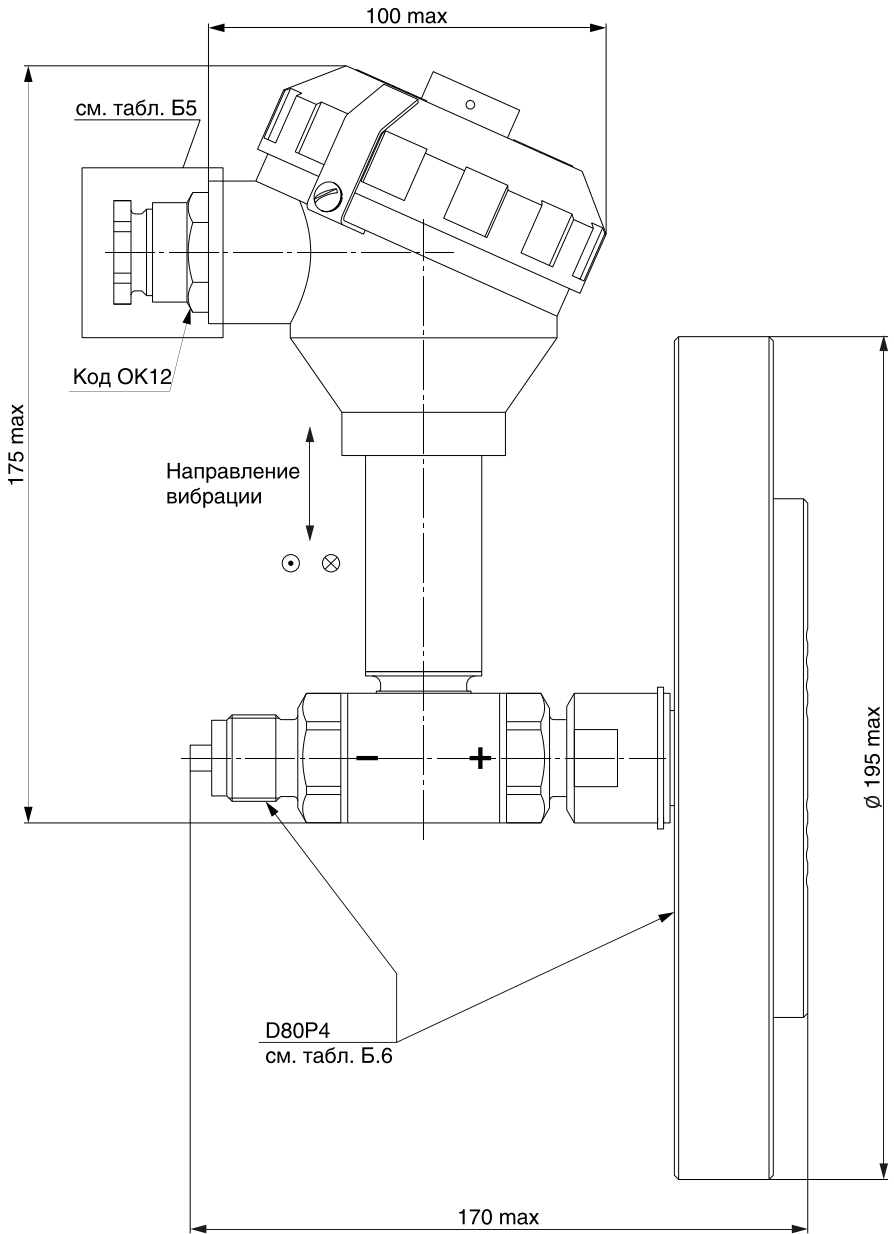 100 max
см. табл. Б5
Код ОК12
175 max
Направление
вибрации
− +
Ø 195 max
D80P4
см. табл. Б.6
170 max